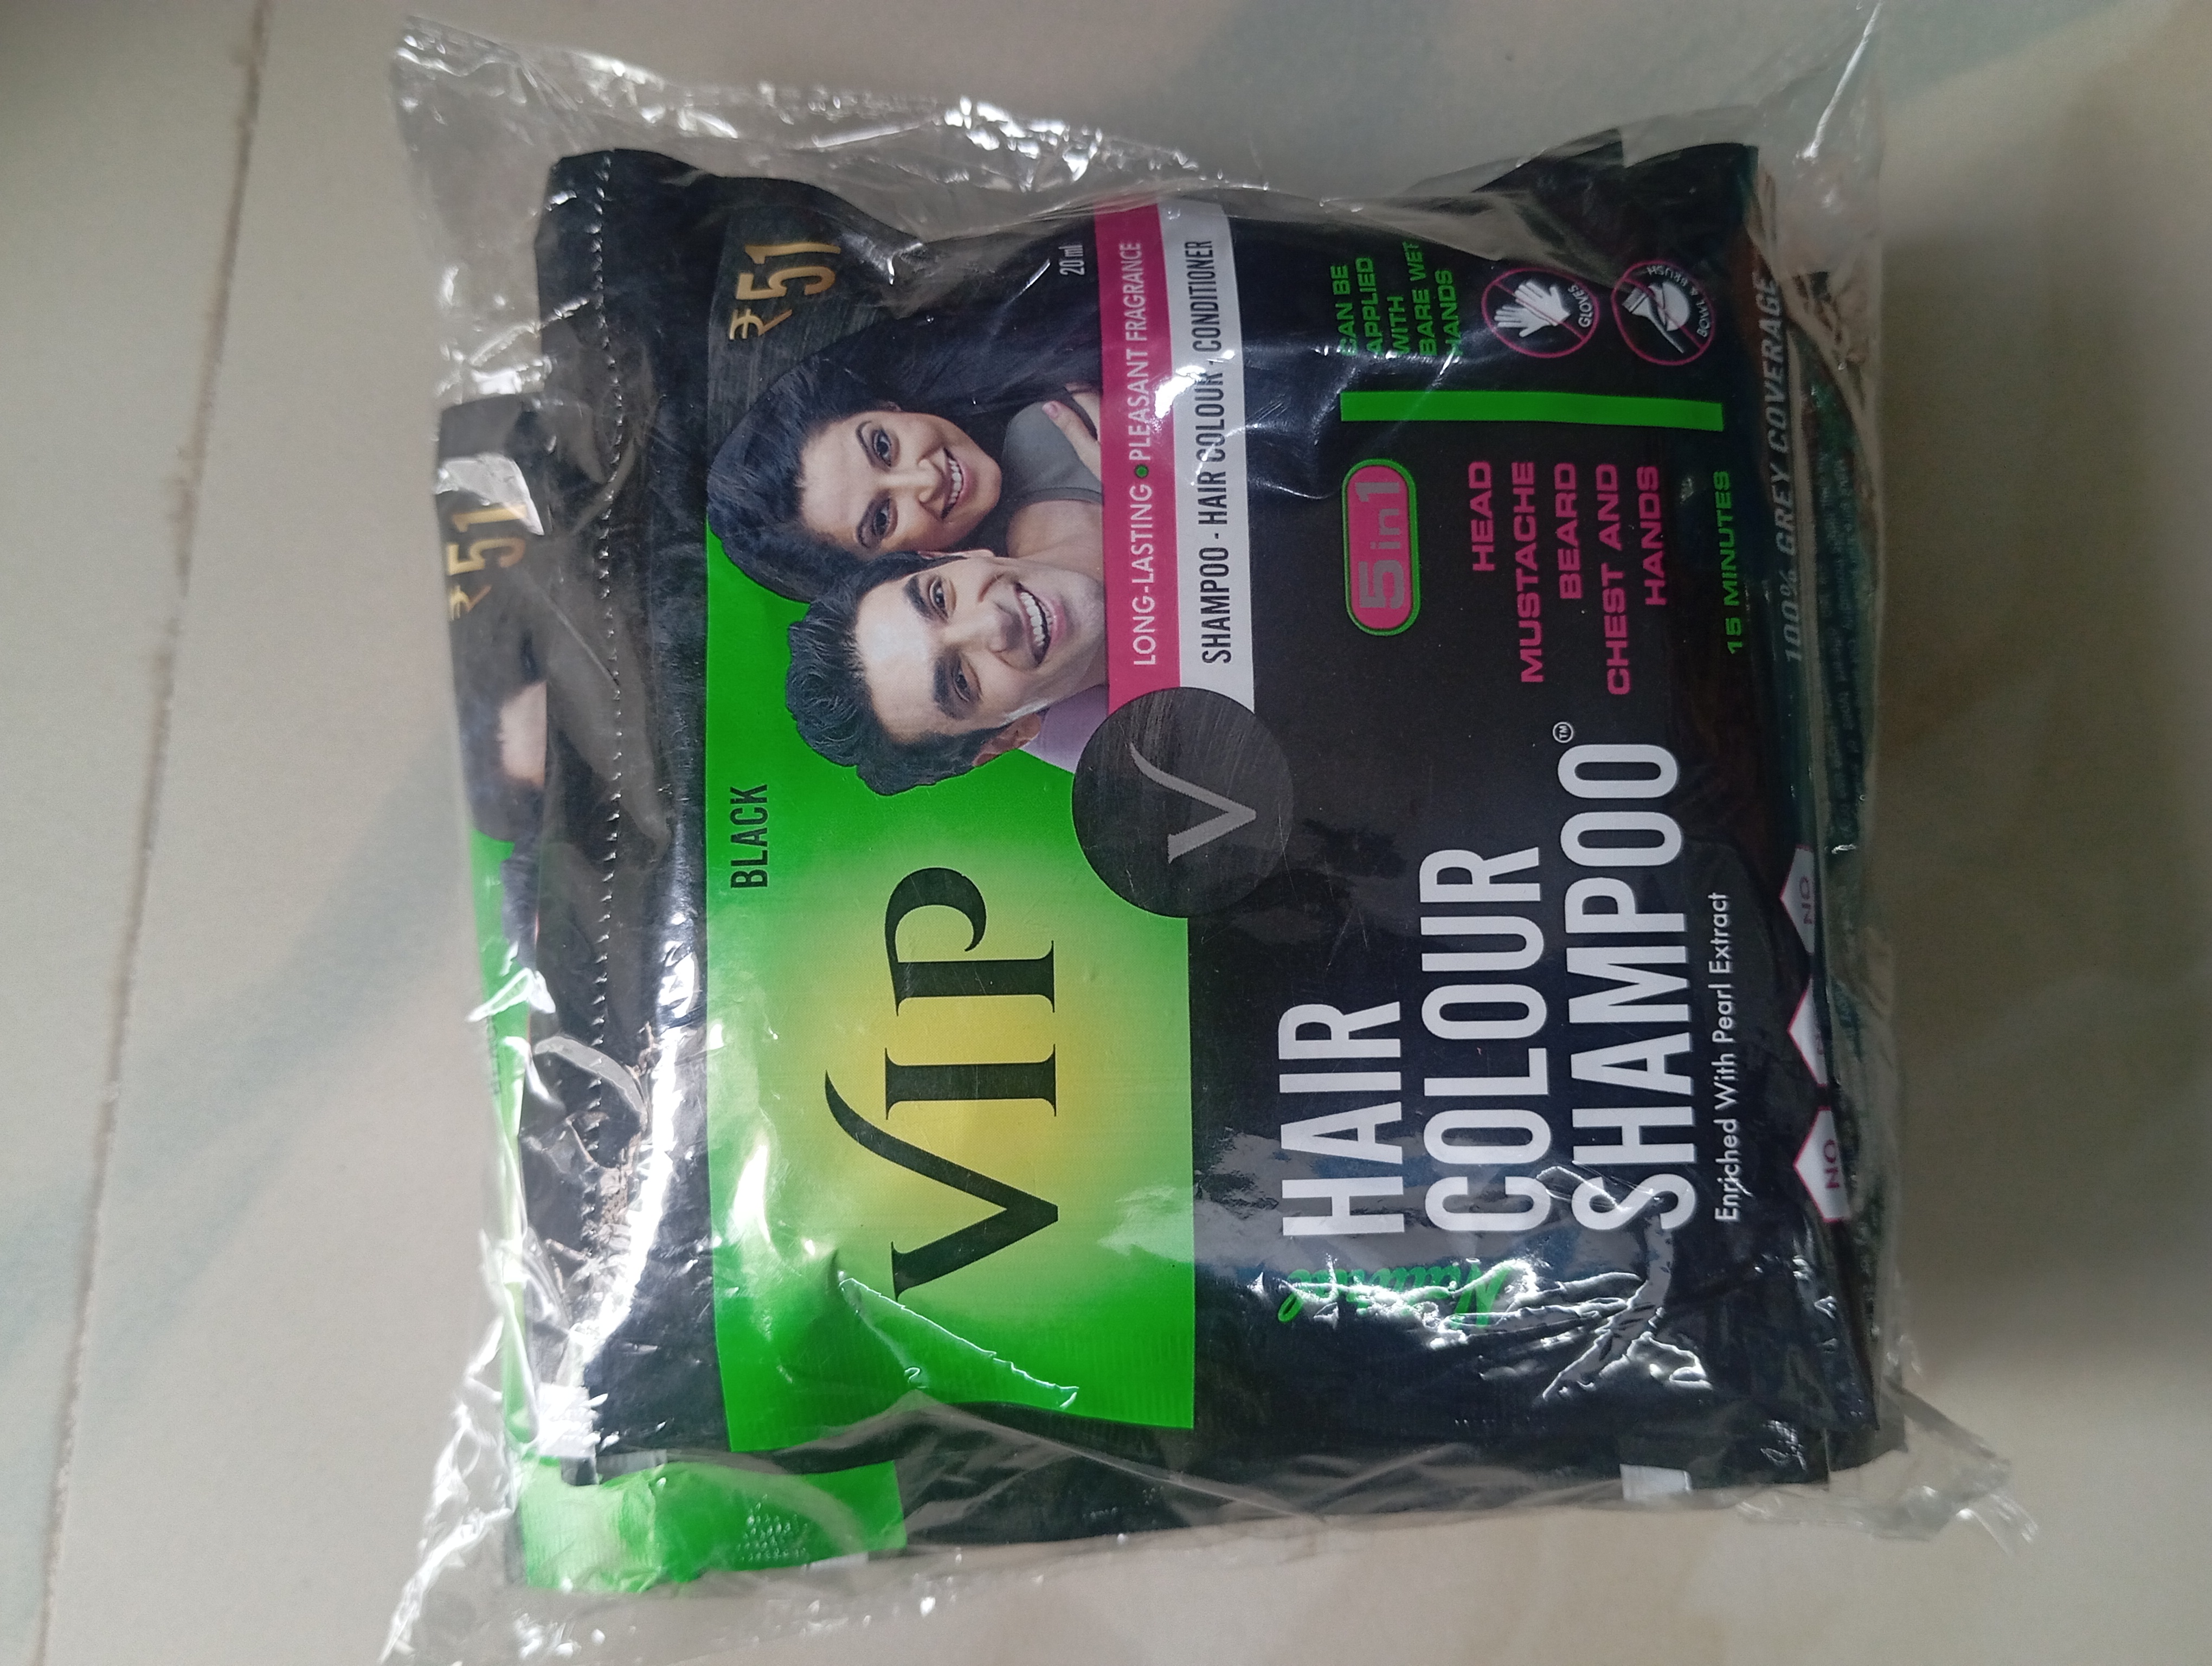 ₹51
₹51
BLACK
VIP
20 ml
LONG-LASTING • PLEASANT FRAGRANCE
SHAMPOO - HAIR COLOUR - CONDITIONER
V
Natural
HAIR
COLOUR
SHAMPOO™
Enriched With Pearl Extract
5 in 1
HEAD
MUSTACHE
BEARD
CHEST AND
HANDS
15 MINUTES
CAN BE
APPLIED
WITH
BARE WET
HANDS
GLOVES
BOWL & BRUSH
100% GREY COVERAGE
NO
NO